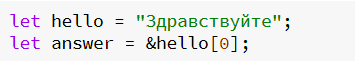 let hello = "Здравствуйте";
let answer = &hello[0];